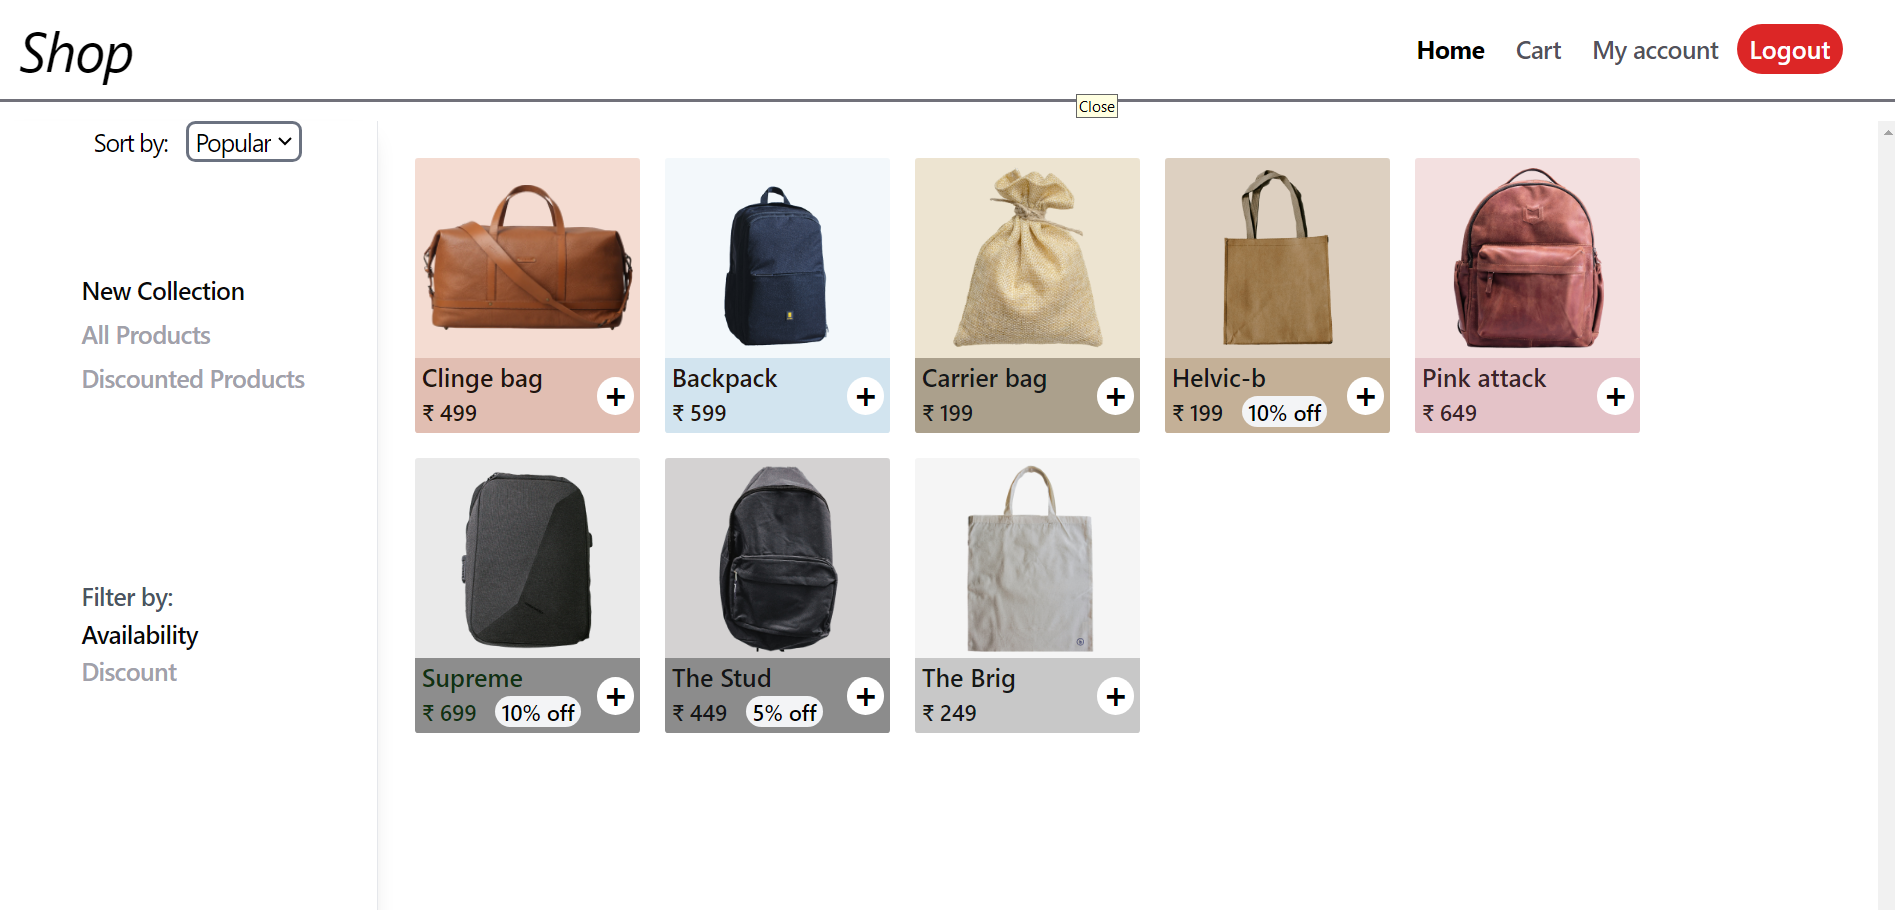 Shop
Home Cart My account Logout
Close
Sort by: Popular
New Collection
All Products
Discounted Products
Filter by:
Availability
Discount
Clinge bag
₹ 499
+
Backpack
₹ 599
+
Carrier bag
₹ 199
+
Helvic-b
₹ 199 10% off
+
Pink attack
₹ 649
+
Supreme
₹ 699 10% off
+
The Stud
₹ 449 5% off
+
The Brig
₹ 249
+